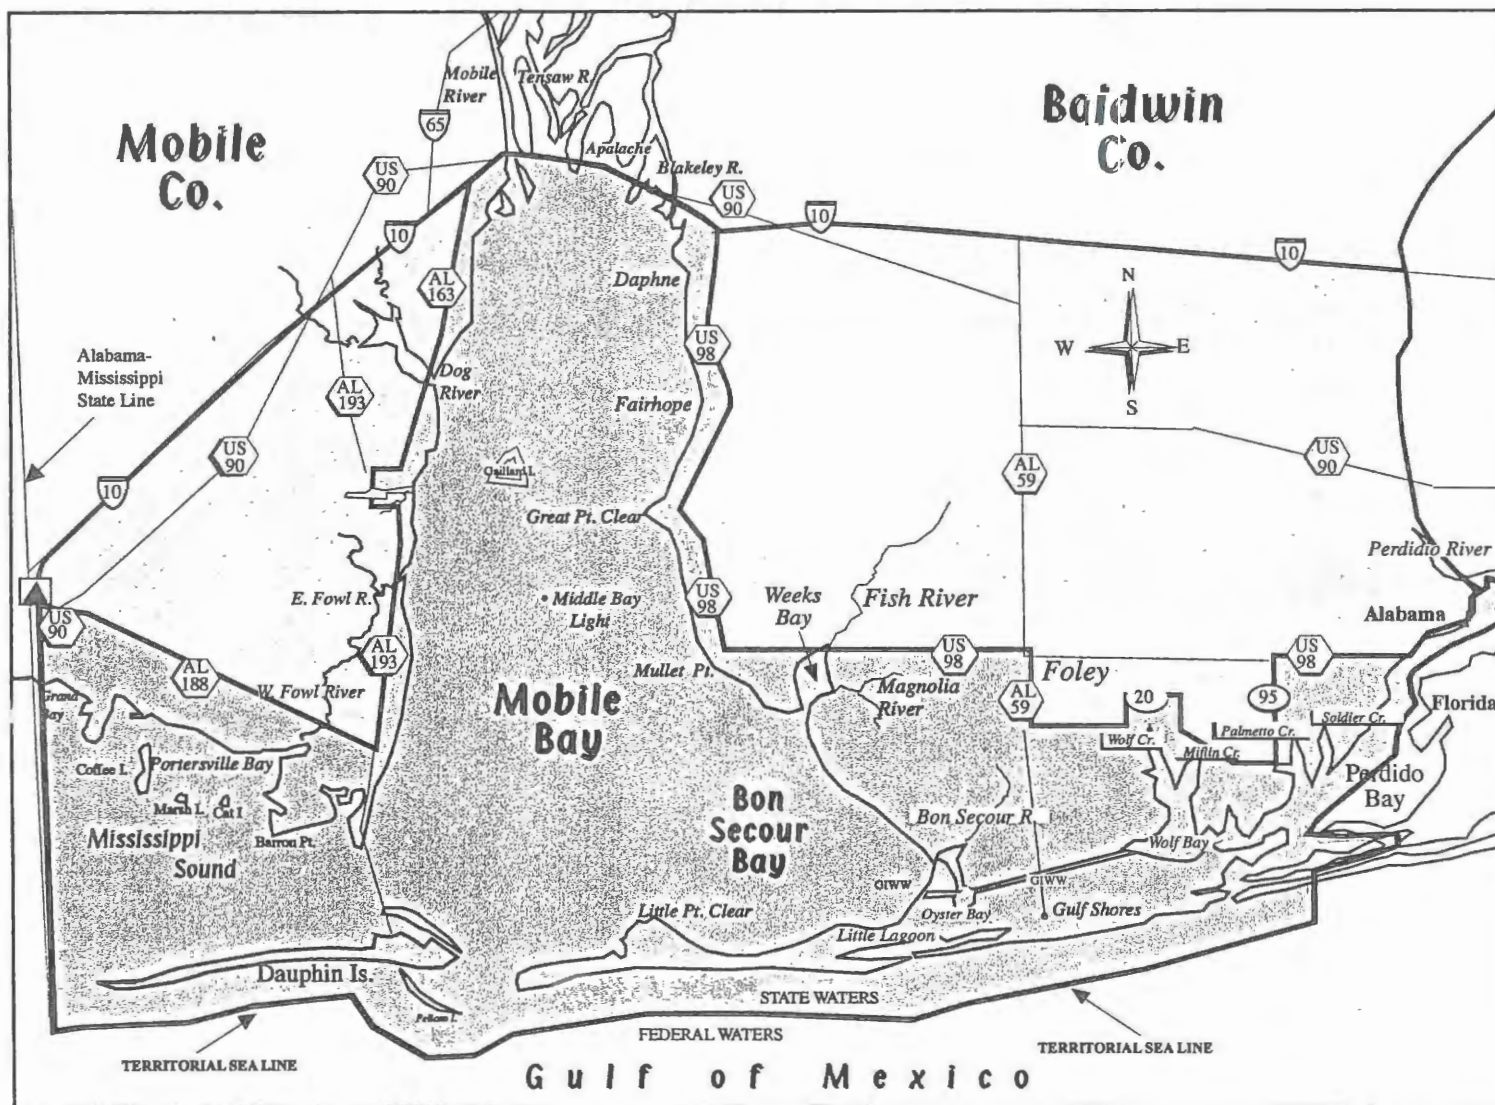 Mobile
River
Tensaw R.
Baidwin
Co.
65
Mobile
Co.
Apalache
Blakeley R.
US
90
US
90
10
10
10
AL
163
Daphne
N
W
E
S
US
98
Alabama-
Mississippi
State Line
Dog
River
AL
193
Fairhope
US
90
US
90
AL
59
Gaillard I.
10
Great Pt. Clear
Perdidio River
E. Fowl R.
Middle Bay
Light
US
98
Weeks
Bay
Fish River
Alabama
US
90
AL
193
AL
188
W. Fowl River
Mullet Pt.
US
98
Foley
US
98
Grand
Bay
Mobile
Bay
Magnolia
River
AL
59
20
95
Florida
Soldier Cr.
Palmetto Cr.
Wolf Cr.
Miflin Cr.
Portersville Bay
Coffee I.
Marsh I.
Cat I
Perdido
Bay
Bon
Secour
Bay
Bon Secour R.
Mississippi
Sound
Barron Pt.
Wolf Bay
GIWW
GIWW
Little Pt. Clear
Oyster Bay
Gulf Shores
Little Lagoon
Dauphin Is.
STATE WATERS
FEDERAL WATERS
TERRITORIAL SEA LINE
TERRITORIAL SEA LINE
Gulf of Mexico